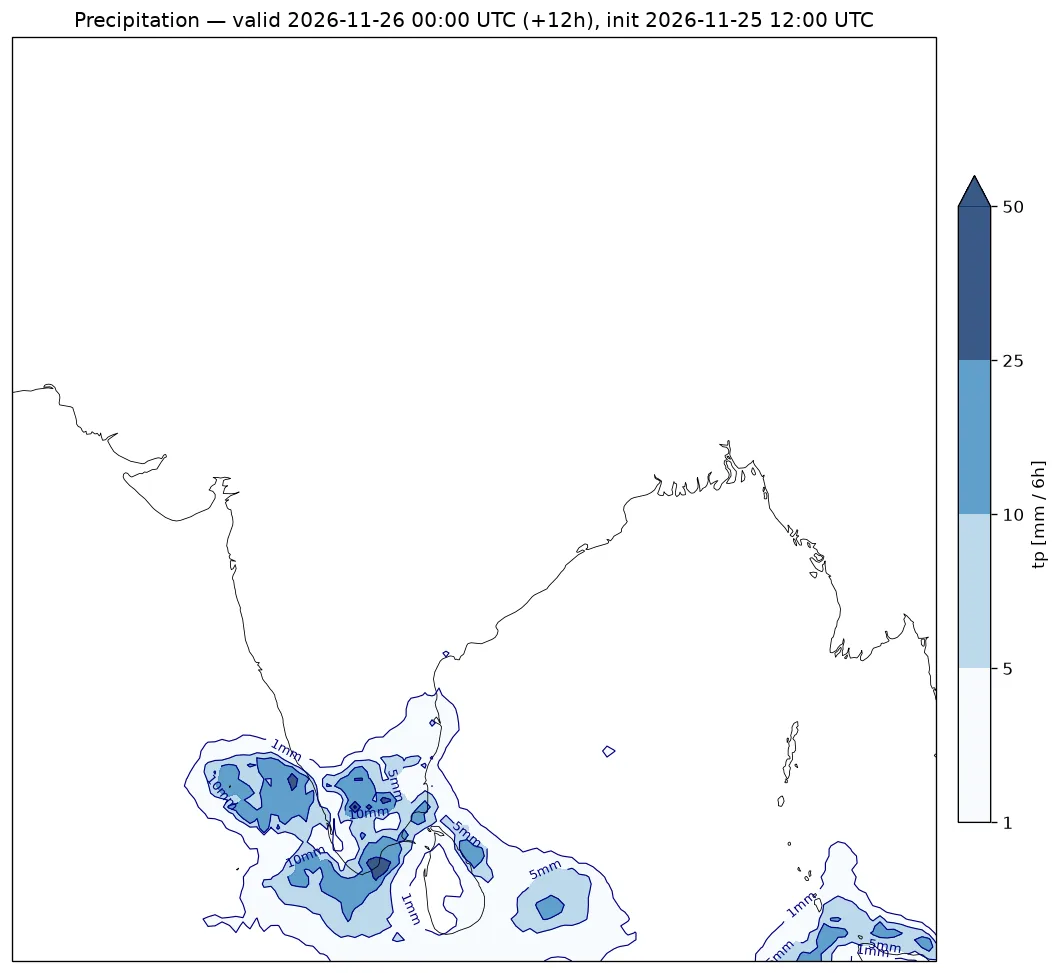 Precipitation — valid 2026-11-26 00:00 UTC (+12h), init 2026-11-25 12:00 UTC
50
25
10
5
1
tp [mm / 6h]
1mm
5mm
10mm
10mm
5mm
10mm
5mm
1mm
1mm
5mm
5mm
1mm